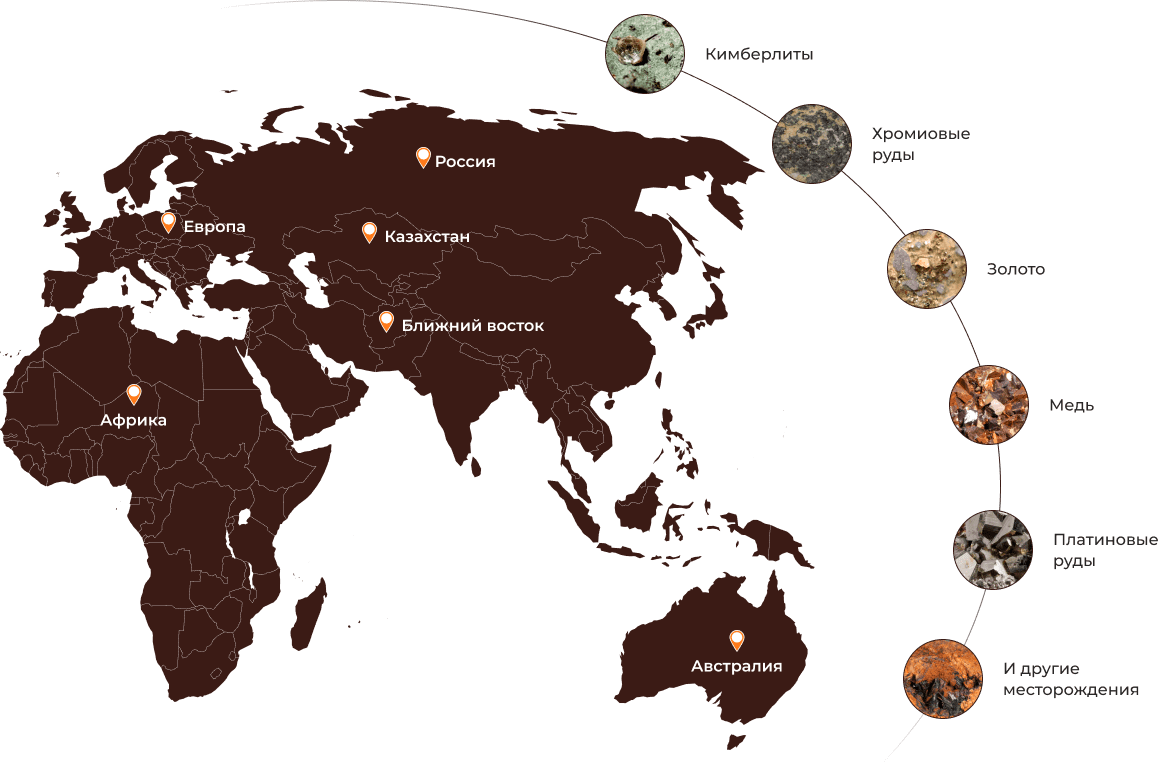 Кимберлиты
Хромиовые
руды
Россия
Европа
Казахстан
Золото
Ближний восток
Африка
Медь
Платиновые
руды
Австралия
И другие
месторождения